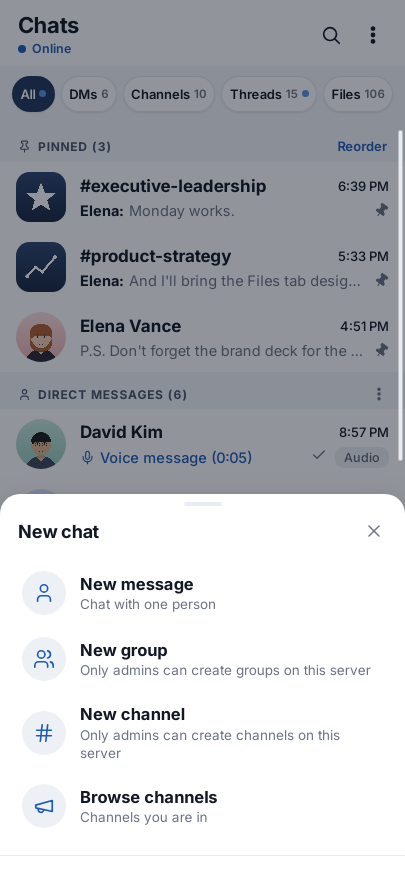 Chats
Online
All
DMs 6
Channels 10
Threads 15
Files 106
PINNED (3)
Reorder
#executive-leadership
6:39 PM
Elena: Monday works.
#product-strategy
5:33 PM
Elena: And I'll bring the Files tab desig...
Elena Vance
4:51 PM
P.S. Don't forget the brand deck for the ...
DIRECT MESSAGES (6)
David Kim
8:57 PM
Voice message (0:05)
Audio
New chat
New message
Chat with one person
New group
Only admins can create groups on this server
New channel
Only admins can create channels on this
server
Browse channels
Channels you are in